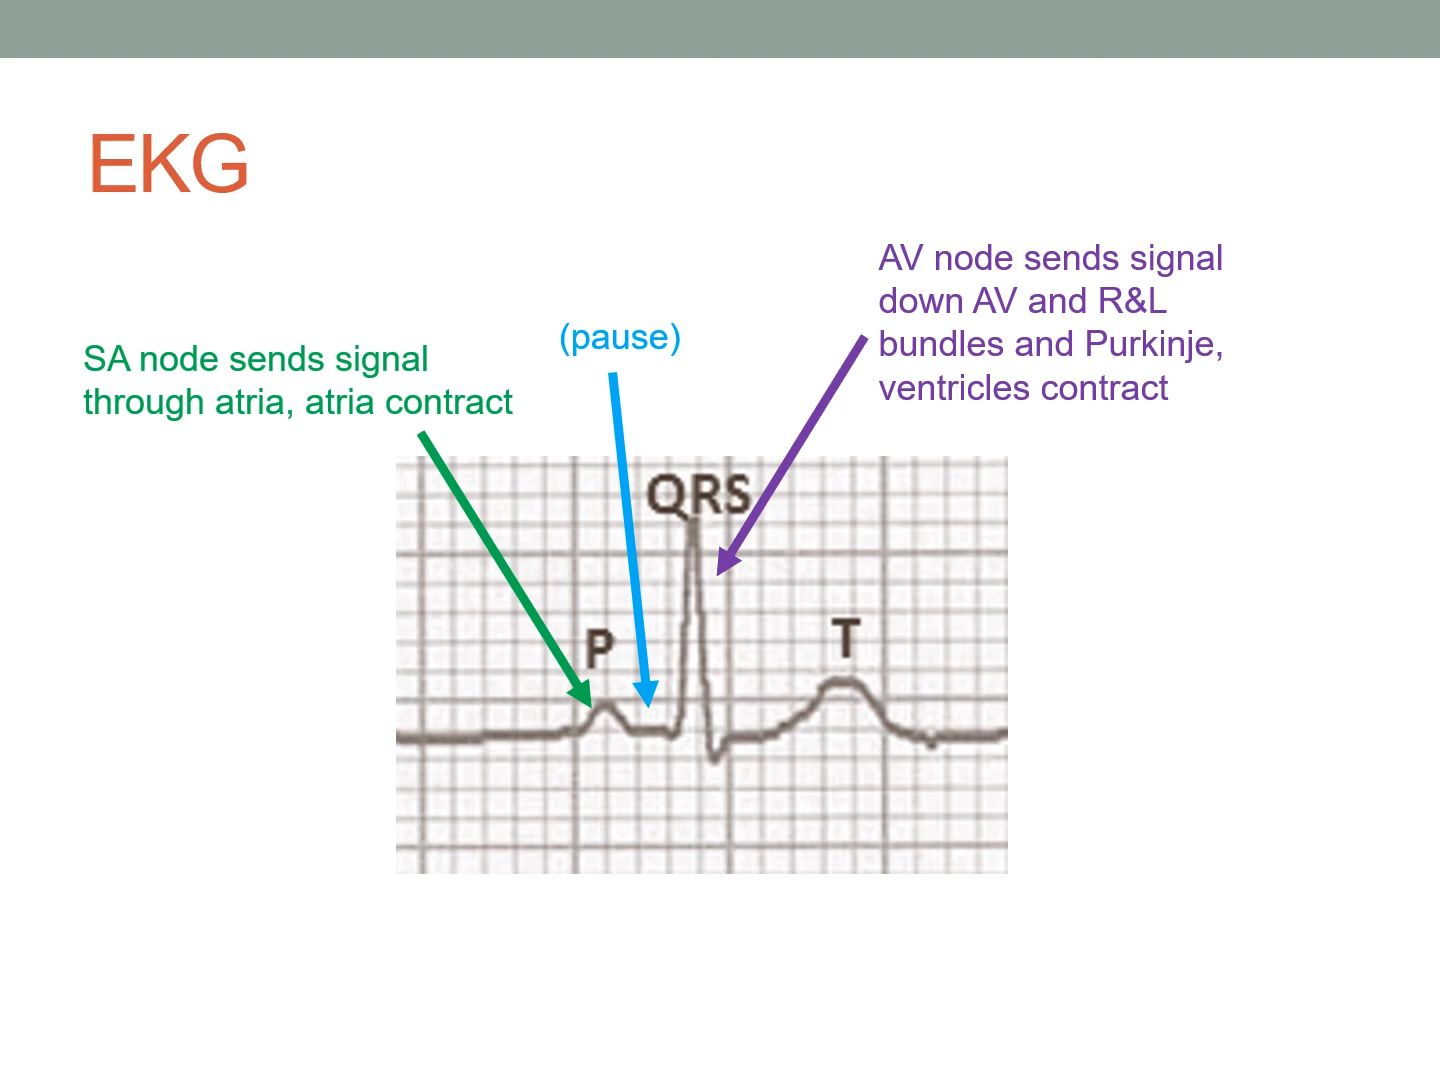 EKG
SA node sends signal
through atria, atria contract
(pause)
AV node sends signal
down AV and R&L
bundles and Purkinje,
ventricles contract
QRS
P
T